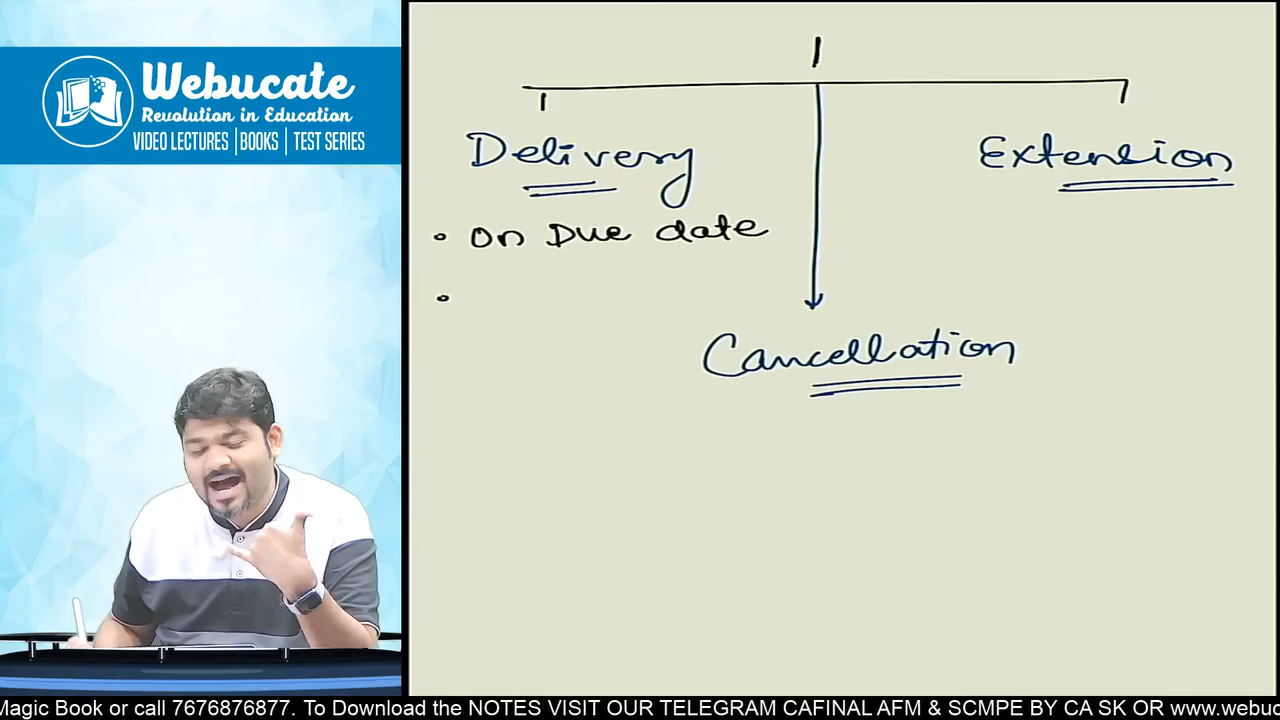 Webucate
Revolution in Education
VIDEO LECTURES | BOOKS | TEST SERIES
Delivery
Extension
• On Due date
•
Cancellation
Magic Book or call 7676876877. To Download the NOTES VISIT OUR TELEGRAM CAFINAL AFM & SCMPE BY CA SK OR www.webuc